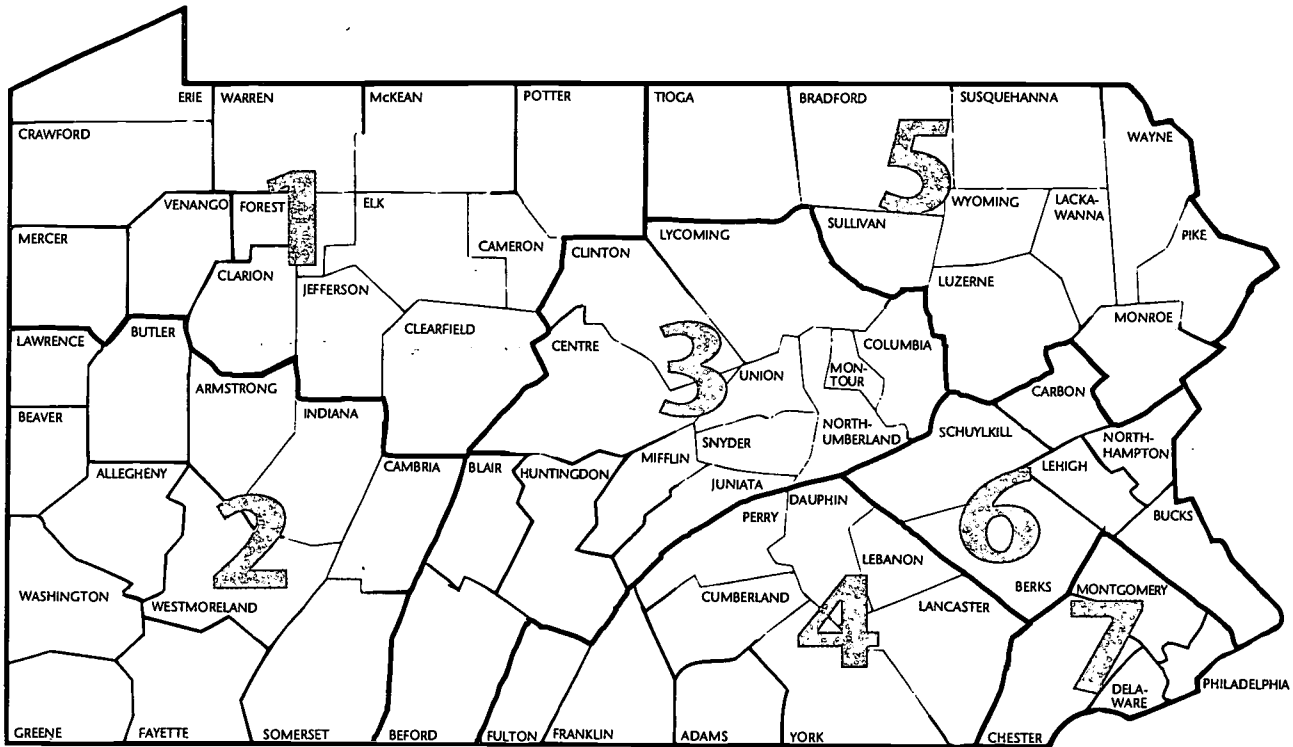 ERIE
WARREN
McKEAN
POTTER
TIOGA
BRADFORD
SUSQUEHANNA
CRAWFORD
WAYNE
5
1
VENANGO
FOREST
ELK
WYOMING
LACKA-
WANNA
MERCER
CAMERON
CLINTON
LYCOMING
SULLIVAN
PIKE
CLARION
JEFFERSON
LUZERNE
LAWRENCE
BUTLER
CLEARFIELD
CENTRE
3
COLUMBIA
MONROE
UNION
MON-
TOUR
ARMSTRONG
CARBON
BEAVER
INDIANA
NORTH-
UMBERLAND
SCHUYLKILL
NORTH-
HAMPTON
SNYDER
ALLEGHENY
CAMBRIA
BLAIR
HUNTINGDON
MIFFLIN
LEHIGH
JUNIATA
DAUPHIN
2
PERRY
6
BUCKS
LEBANON
WASHINGTON
WESTMORELAND
CUMBERLAND
4
LANCASTER
BERKS
MONTGOMERY
7
DELA-
WARE
PHILADELPHIA
GREENE
FAYETTE
SOMERSET
BEFORD
FULTON
FRANKLIN
ADAMS
YORK
CHESTER